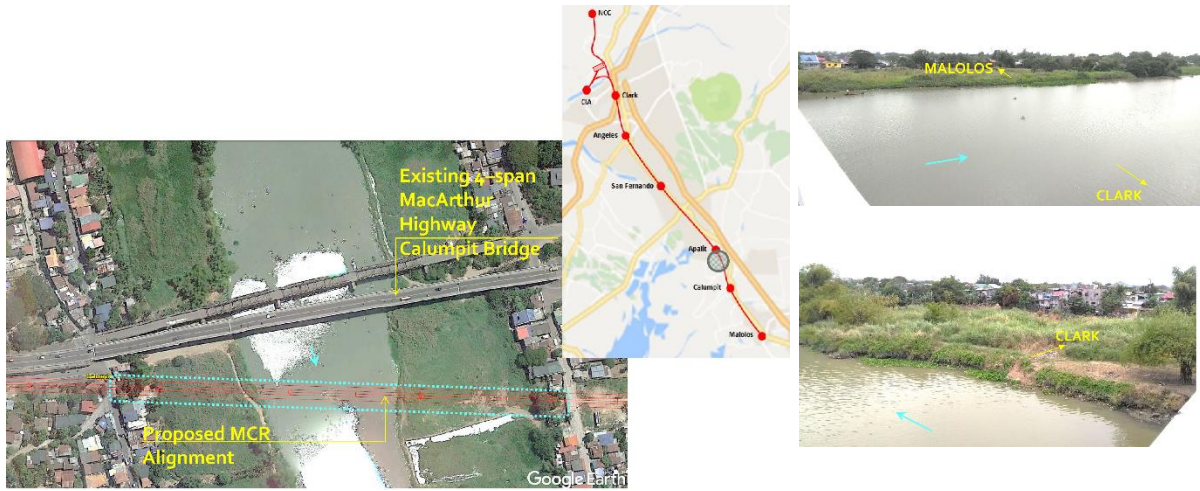 Existing 4-span
MacArthur
Highway
Calumpit Bridge
Proposed MCR
Alignment
Google Earth
NCC
CIA
Clark
Angeles
San Fernando
Apalit
Calumpit
Malolos
MALOLOS
CLARK
CLARK